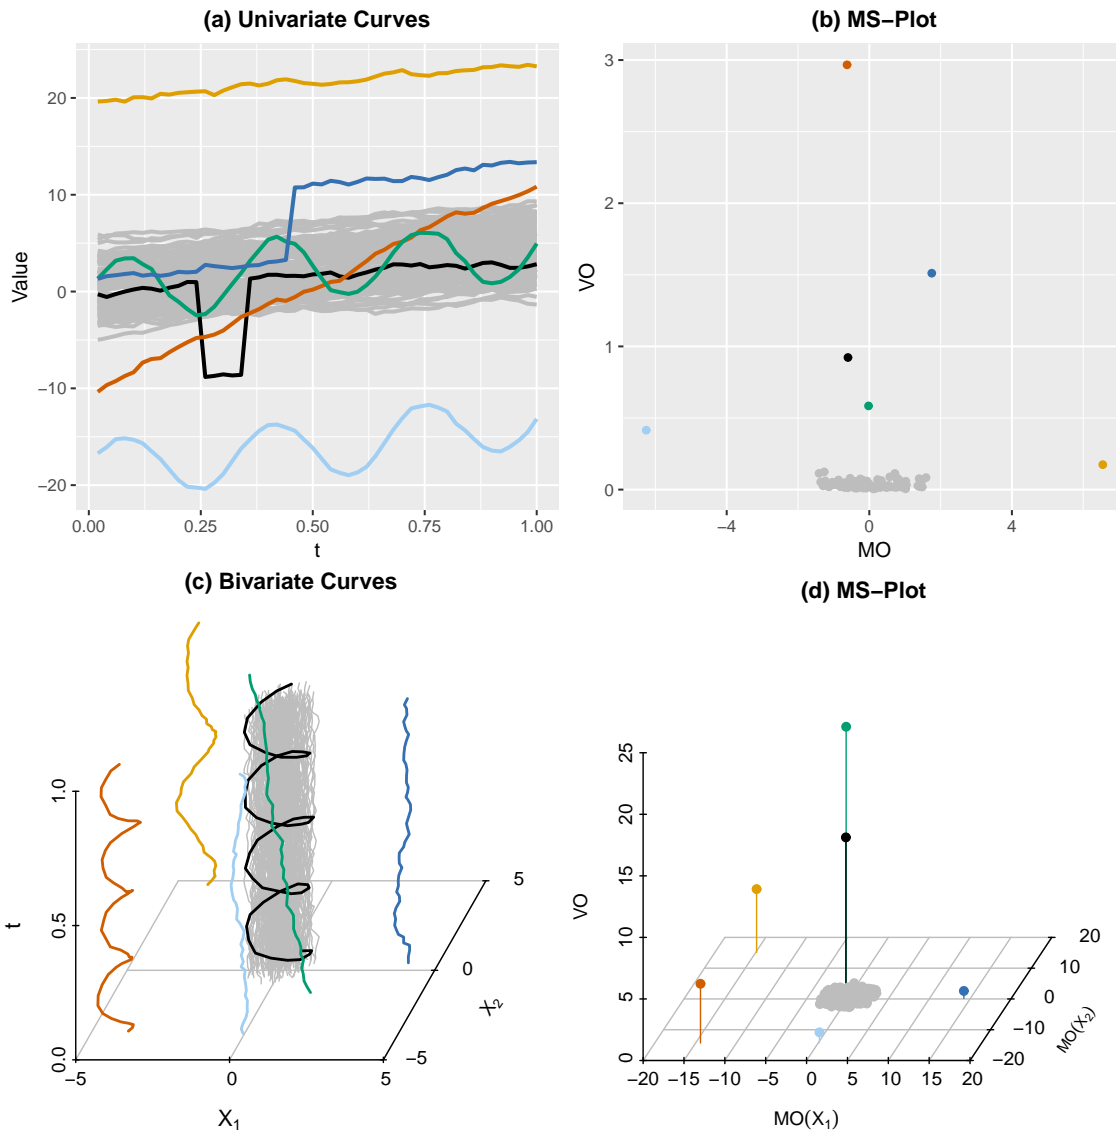 (a) Univariate Curves
(b) MS−Plot
20
10
0
−10
−20
Value
0.00 0.25 0.50 0.75 1.00
t
3
2
1
0
VO
−4 0 4
MO
(c) Bivariate Curves
(d) MS−Plot
1.0
0.5
0.0
t
−5 0 5
X1
5
0
−5
X2
25
20
15
10
5
0
VO
−20 −15 −10 −5 0 5 10 15 20
MO(X1)
20
10
0
−10
−20
MO(X2)